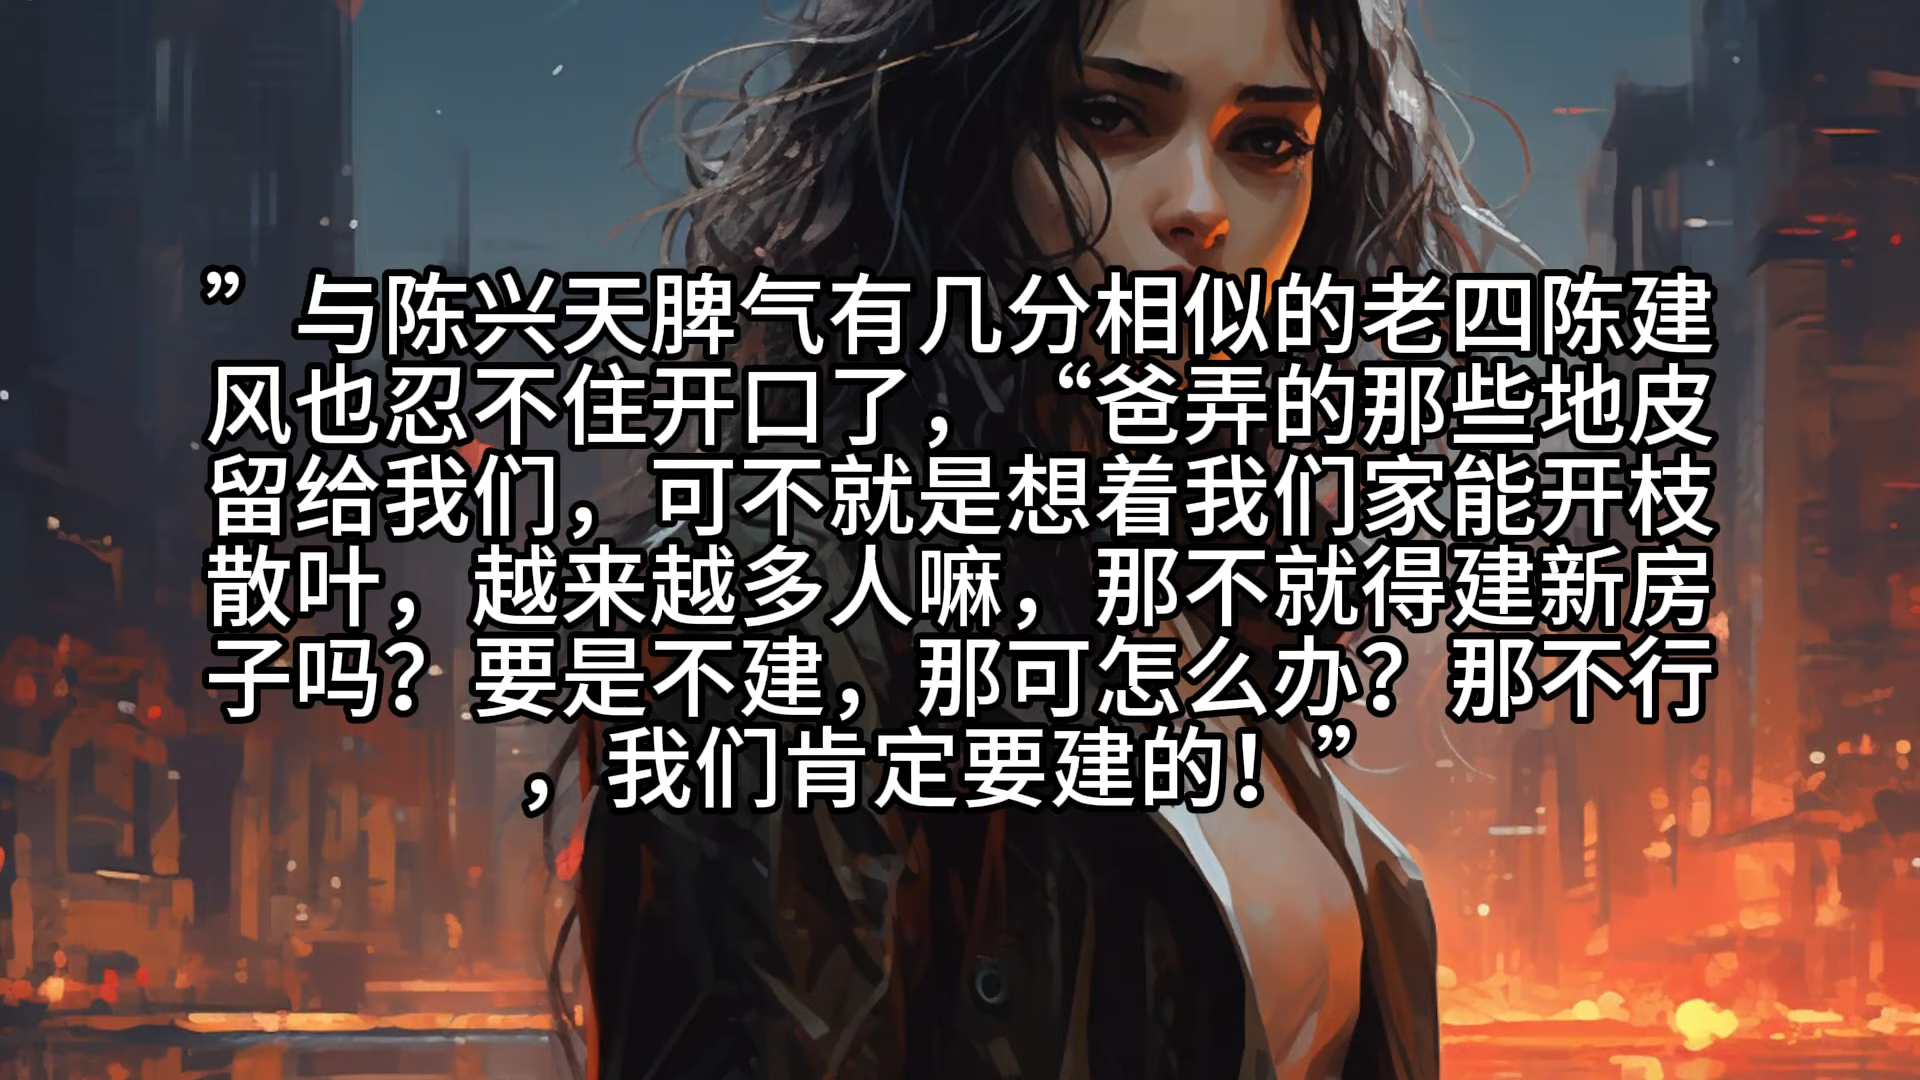 ” 与陈兴天脾气有几分相似的老四陈建
风也忍不住开口了，“爸弄的那些地皮
留给我们，可不就是想着我们家能开枝
散叶，越来越多人嘛，那不就得建新房
子吗？要是不建，那可怎么办？那不行
，我们肯定要建的！”